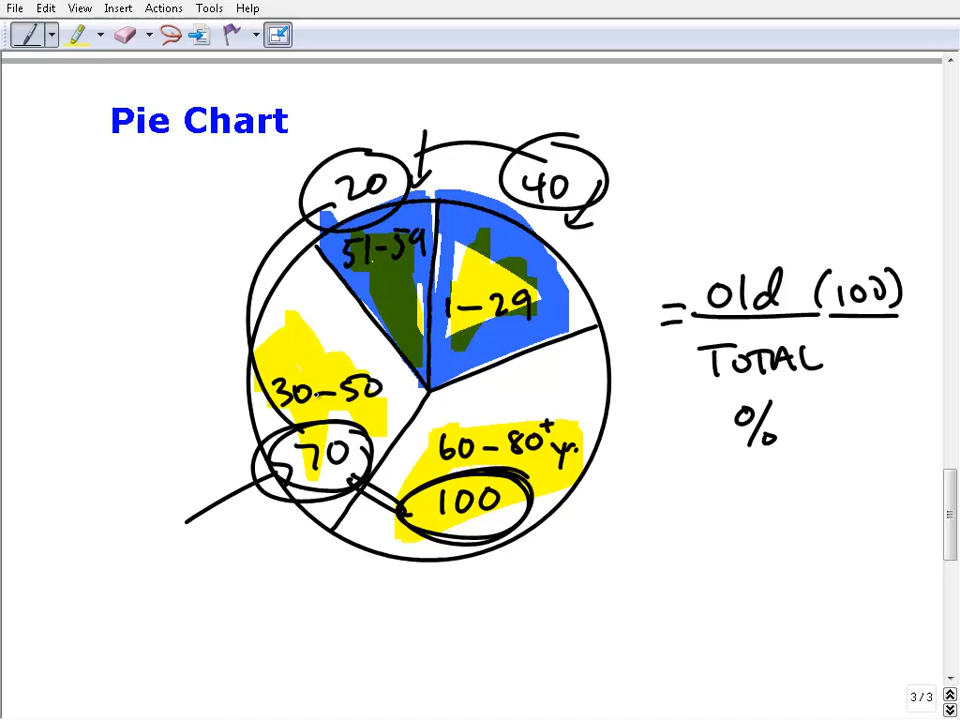 File Edit View Insert Actions Tools Help
Pie Chart
20
40
51-59
1-29
= Old (100)
TOTAL
%
30-50
70
60-80+ yr.
100
3/3